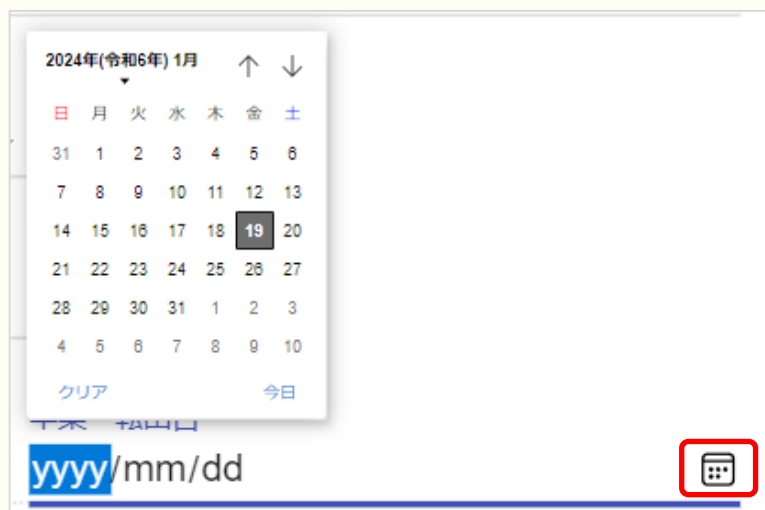 2024年(令和6年) 1月
日 月 火 水 木 金 土
31 1 2 3 4 5 6
7 8 9 10 11 12 13
14 15 16 17 18 19 20
21 22 23 24 25 26 27
28 29 30 31 1 2 3
4 5 6 7 8 9 10
クリア 今日
yyyy/mm/dd